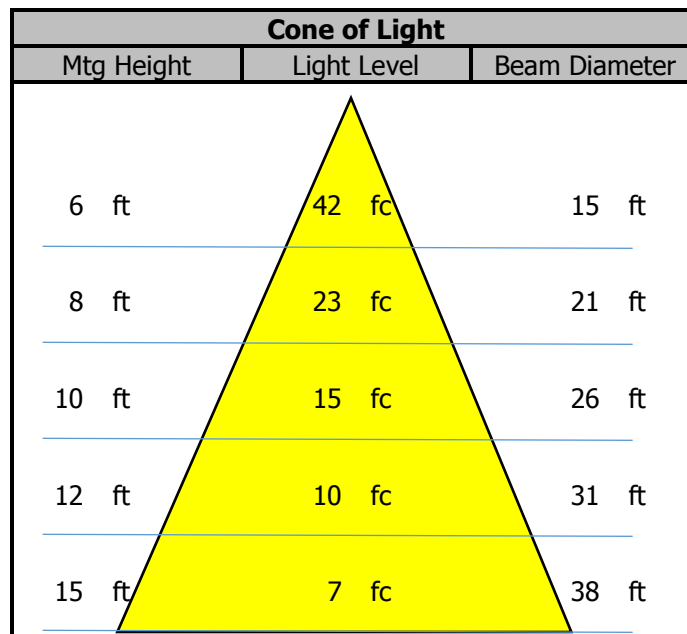 Cone of Light
Mtg Height Light Level Beam Diameter
6 ft 42 fc 15 ft
8 ft 23 fc 21 ft
10 ft 15 fc 26 ft
12 ft 10 fc 31 ft
15 ft 7 fc 38 ft